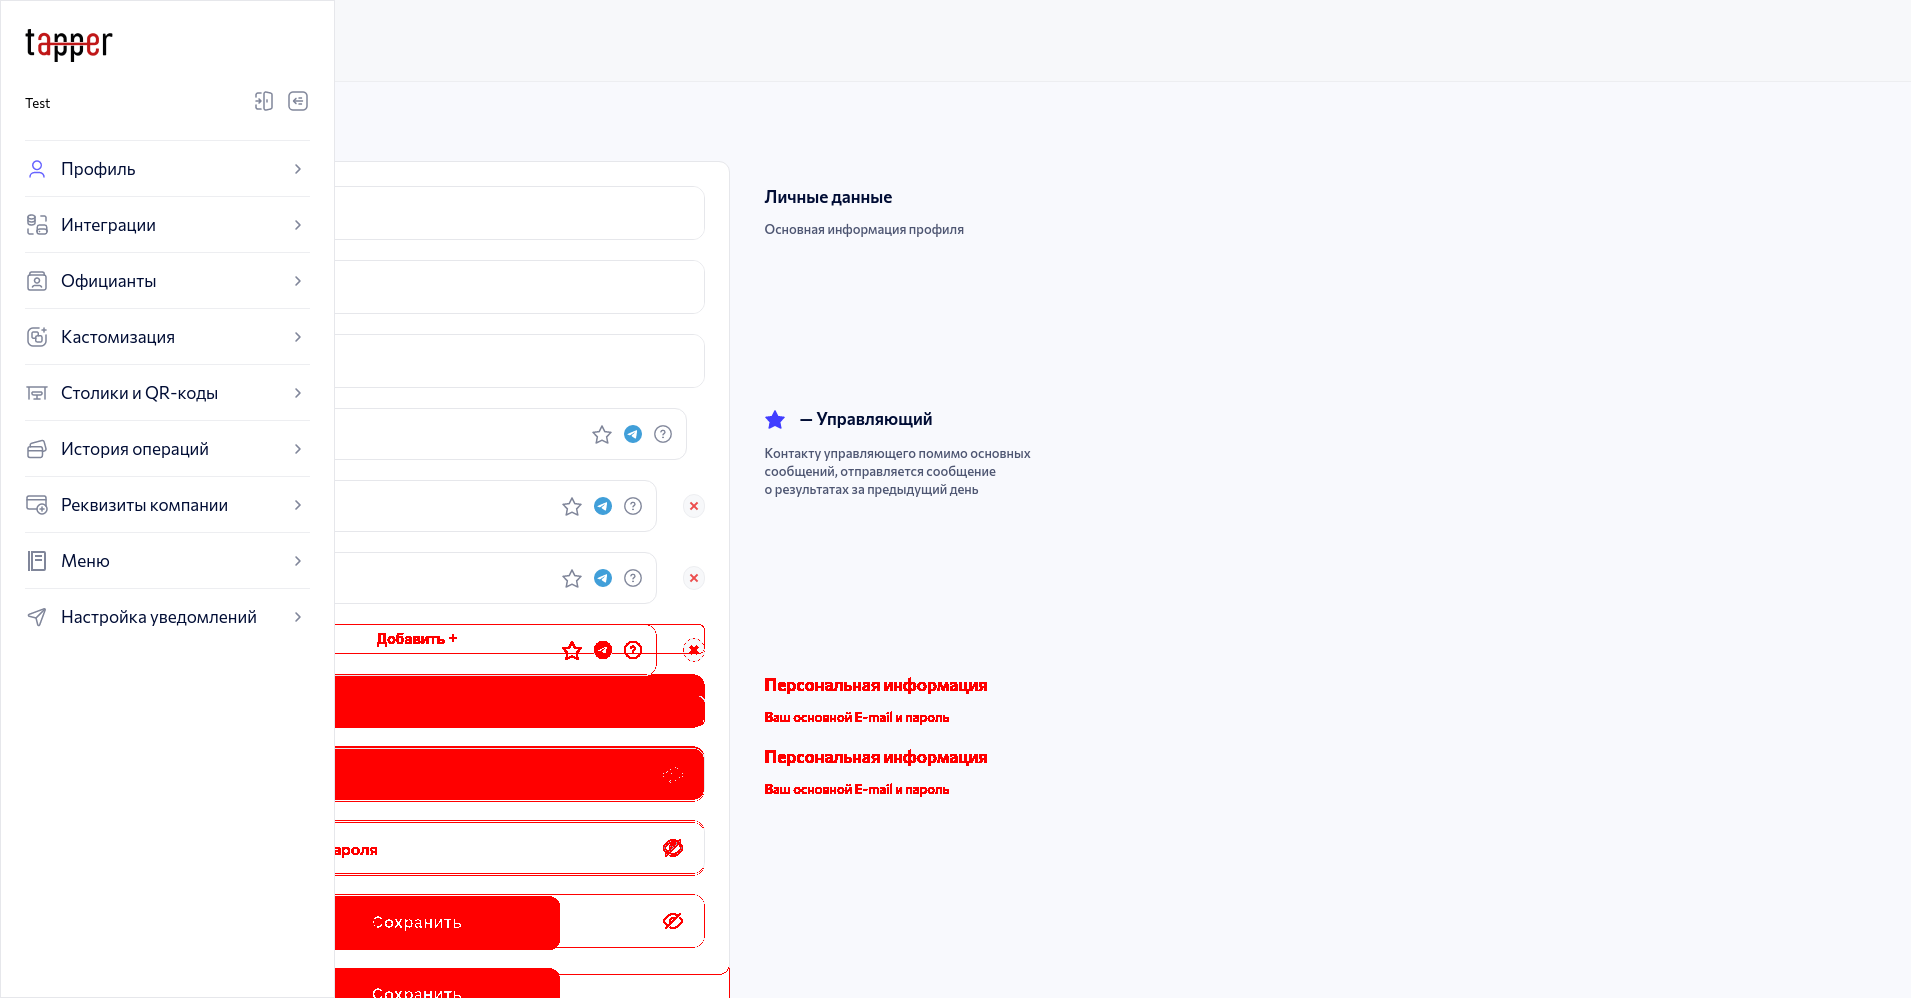 tapper
Test
Профиль
Интеграции
Официанты
Кастомизация
Столики и QR-коды
История операций
Реквизиты компании
Меню
Настройка уведомлений
Добавить +
ароля
Сохранить
Сохранить
Личные данные
Основная информация профиля
— Управляющий
Контакту управляющего помимо основных
сообщений, отправляется сообщение
о результатах за предыдущий день
Персональная информация
Ваш основной E-mail и пароль
Персональная информация
Ваш основной E-mail и пароль